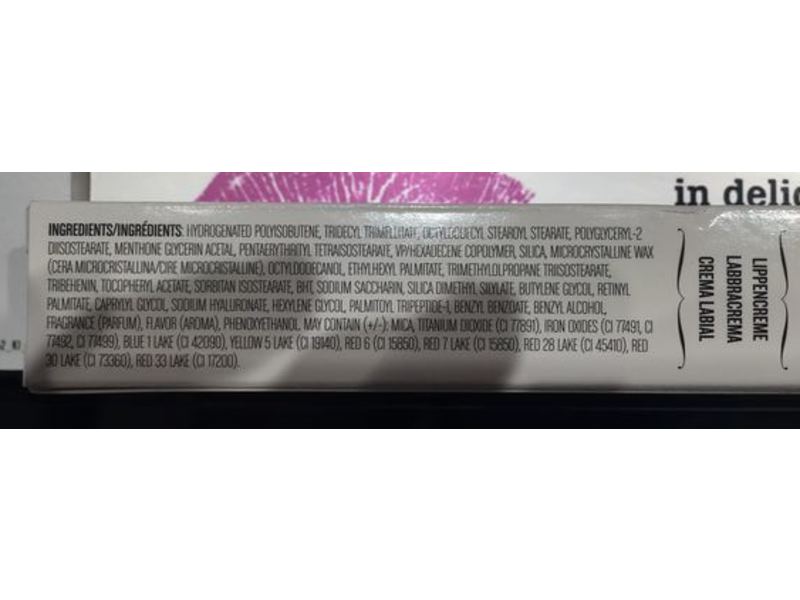 in delic
INGREDIENTS/INGRÉDIENTS: HYDROGENATED POLYISOBUTENE, TRIDECYL TRIMELLITATE, OCTYLDODECYL STEAROYL STEARATE, POLYGLYCERYL-2
DIISOSTEARATE, MENTHONE GLYCERIN ACETAL, PENTAERYTHRITYL TETRAISOSTEARATE, VP/HEXADECENE COPOLYMER, SILICA, MICROCRYSTALLINE WAX
(CERA MICROCRISTALLINA/CIRE MICROCRISTALLINE), OCTYLDODECANOL, ETHYLHEXYL PALMITATE, TRIMETHYLOLPROPANE TRIISOSTEARATE,
TRIBEHENIN, TOCOPHERYL ACETATE, SORBITAN ISOSTEARATE, BHT, SODIUM SACCHARIN, SILICA DIMETHYL SILYLATE, BUTYLENE GLYCOL, RETINYL
PALMITATE, CAPRYLYL GLYCOL, SODIUM HYALURONATE, HEXYLENE GLYCOL, PALMITOYL TRIPEPTIDE-1, BENZYL BENZOATE, BENZYL ALCOHOL,
FRAGRANCE (PARFUM), FLAVOR (AROMA), PHENOXYETHANOL. MAY CONTAIN (+/-): MICA, TITANIUM DIOXIDE (CI 77891), IRON OXIDES (CI 77491, CI
77492, CI 77499), BLUE 1 LAKE (CI 42090), YELLOW 5 LAKE (CI 19140), RED 6 (CI 15850), RED 7 LAKE (CI 15850), RED 28 LAKE (CI 45410), RED
30 LAKE (CI 73360), RED 33 LAKE (CI 17200).
LIPPENCREME
LABBRACREMA
CREMA LABIAL